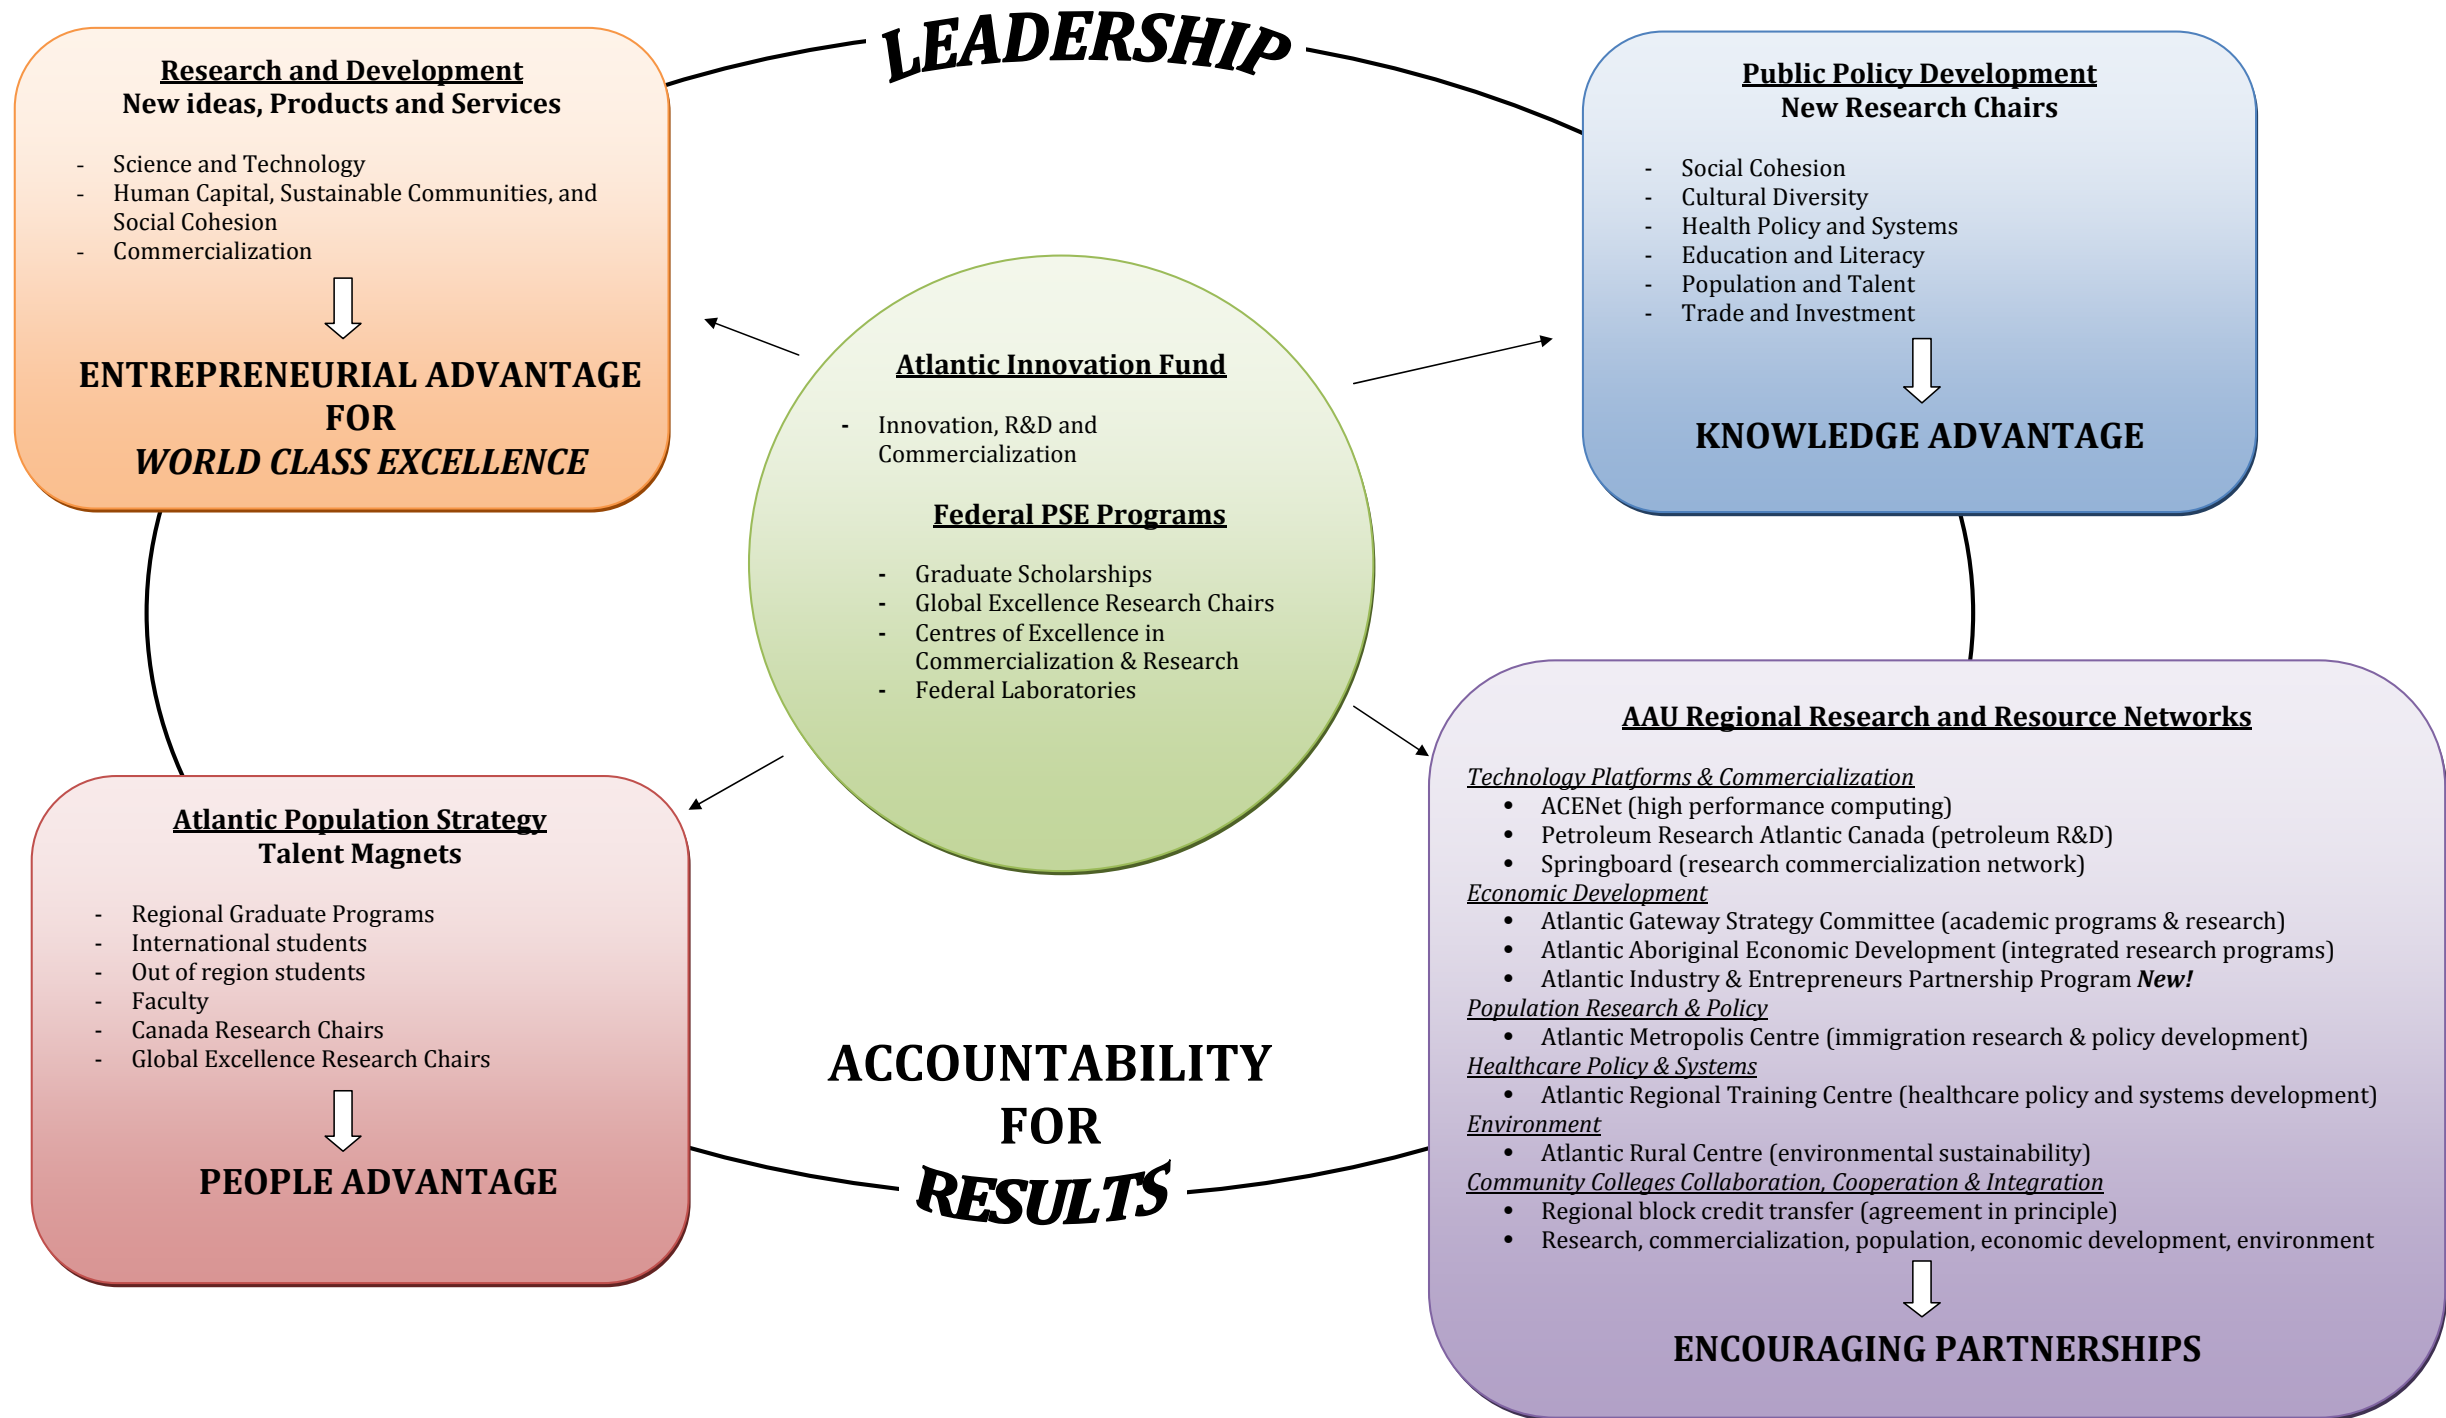 LEADERSHIP
Research and Development
New ideas, Products and Services
- Science and Technology
- Human Capital, Sustainable Communities, and
Social Cohesion
- Commercialization
ENTREPRENEURIAL ADVANTAGE
FOR
WORLD CLASS EXCELLENCE
Public Policy Development
New Research Chairs
- Social Cohesion
- Cultural Diversity
- Health Policy and Systems
- Education and Literacy
- Population and Talent
- Trade and Investment
KNOWLEDGE ADVANTAGE
Atlantic Innovation Fund
- Innovation, R&D and
Commercialization
Federal PSE Programs
- Graduate Scholarships
- Global Excellence Research Chairs
- Centres of Excellence in
Commercialization & Research
- Federal Laboratories
Atlantic Population Strategy
Talent Magnets
- Regional Graduate Programs
- International students
- Out of region students
- Faculty
- Canada Research Chairs
- Global Excellence Research Chairs
PEOPLE ADVANTAGE
AAU Regional Research and Resource Networks
Technology Platforms & Commercialization
• ACENet (high performance computing)
• Petroleum Research Atlantic Canada (petroleum R&D)
• Springboard (research commercialization network)
Economic Development
• Atlantic Gateway Strategy Committee (academic programs & research)
• Atlantic Aboriginal Economic Development (integrated research programs)
• Atlantic Industry & Entrepreneurs Partnership Program New!
Population Research & Policy
• Atlantic Metropolis Centre (immigration research & policy development)
Healthcare Policy & Systems
• Atlantic Regional Training Centre (healthcare policy and systems development)
Environment
• Atlantic Rural Centre (environmental sustainability)
Community Colleges Collaboration, Cooperation & Integration
• Regional block credit transfer (agreement in principle)
• Research, commercialization, population, economic development, environment
ENCOURAGING PARTNERSHIPS
ACCOUNTABILITY
FOR
RESULTS